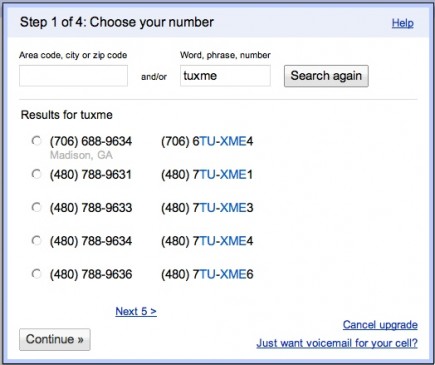 Step 1 of 4: Choose your number Help
Area code, city or zip code Word, phrase, number
and/or tuxme Search again
Results for tuxme
(706) 688-9634 (706) 6TU-XME4
Madison, GA
(480) 788-9631 (480) 7TU-XME1
(480) 788-9633 (480) 7TU-XME3
(480) 788-9634 (480) 7TU-XME4
(480) 788-9636 (480) 7TU-XME6
Next 5 >
Cancel upgrade
Continue » Just want voicemail for your cell?